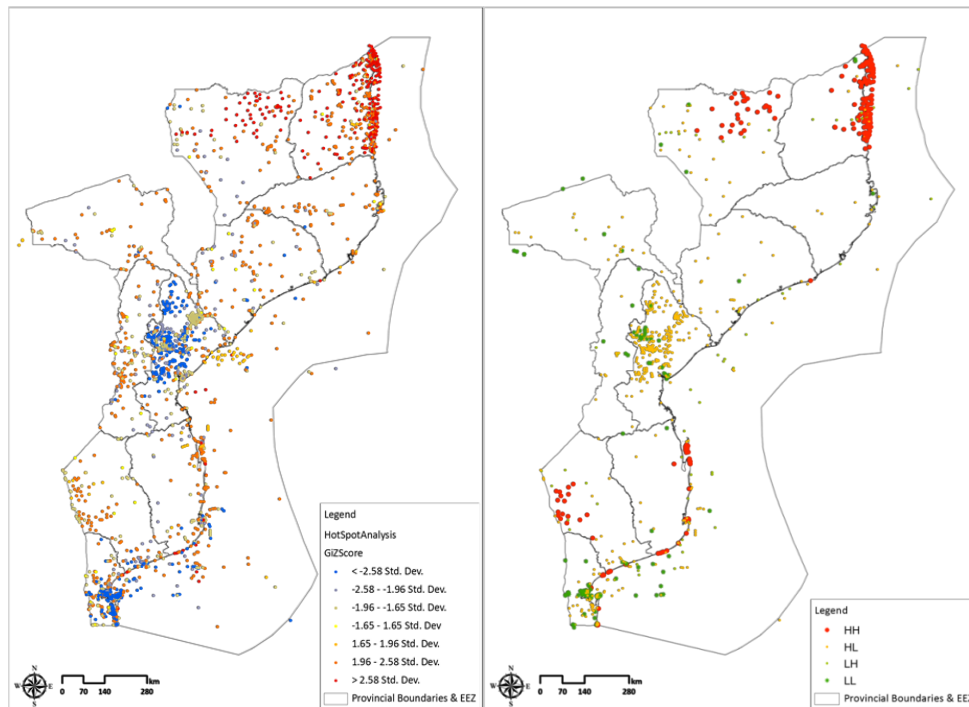 Legend
HotSpotAnalysis
GiZScore
< -2.58 Std. Dev.
-2.58 - -1.96 Std. Dev.
-1.96 - -1.65 Std. Dev.
-1.65 - 1.65 Std. Dev
1.65 - 1.96 Std. Dev.
1.96 - 2.58 Std. Dev.
> 2.58 Std. Dev.
Provincial Boundaries & EEZ
N
W E
S
0 70 140 280
km
Legend
HH
HL
LH
LL
Provincial Boundaries & EEZ
N
W E
S
0 70 140 280
km